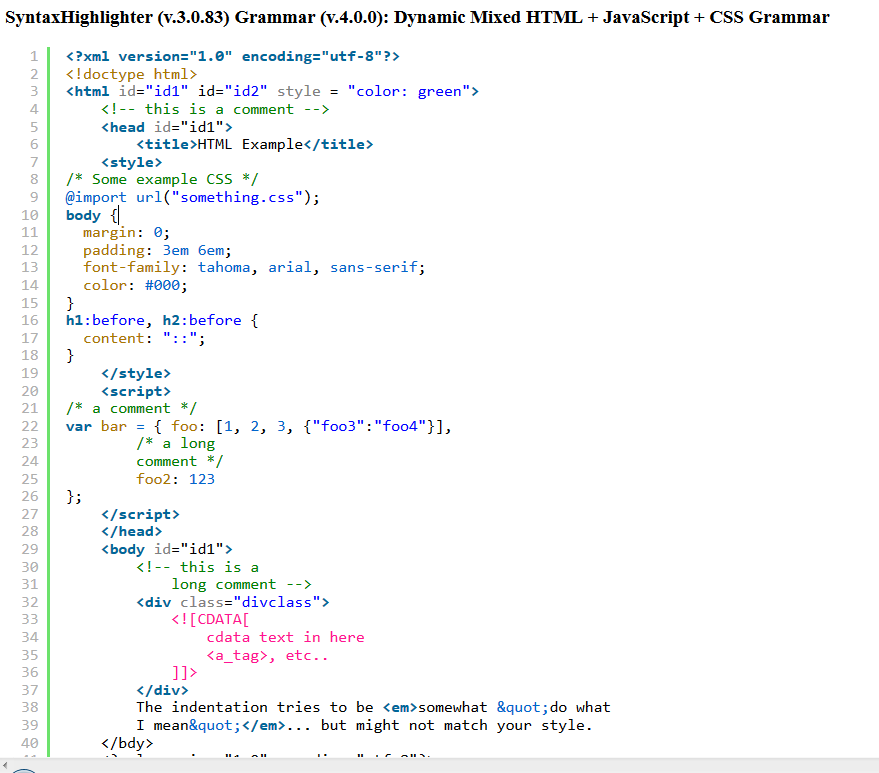 SyntaxHighlighter (v.3.0.83) Grammar (v.4.0.0): Dynamic Mixed HTML + JavaScript + CSS Grammar
1 <?xml version="1.0" encoding="utf-8"?>
2 <!doctype html>
3 <html id="id1" id="id2" style = "color: green">
4     <!-- this is a comment -->
5     <head id="id1">
6         <title>HTML Example</title>
7     <style>
8 /* Some example CSS */
9 @import url("something.css");
10 body {
11   margin: 0;
12   padding: 3em 6em;
13   font-family: tahoma, arial, sans-serif;
14   color: #000;
15 }
16 h1:before, h2:before {
17   content: "::";
18 }
19     </style>
20     <script>
21 /* a comment */
22 var bar = { foo: [1, 2, 3, {"foo3":"foo4"}],
23         /* a long
24         comment */
25         foo2: 123
26 };
27     </script>
28     </head>
29     <body id="id1">
30         <!-- this is a
31             long comment -->
32         <div class="divclass">
33             <![CDATA[
34                 cdata text in here
35                 <a_tag>, etc..
36             ]]>
37         </div>
38         The indentation tries to be <em>somewhat &quot;do what
39         I mean&quot;</em>... but might not match your style.
40     </bdy>